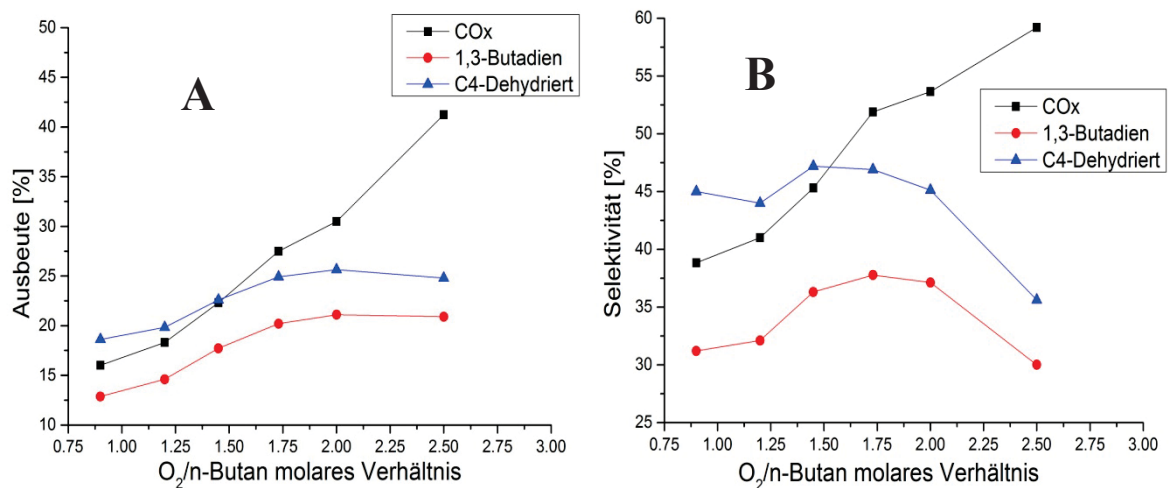 A
COx
1,3-Butadien
C4-Dehydriert
Ausbeute [%]
50
45
40
35
30
25
20
15
10
0.75 1.00 1.25 1.50 1.75 2.00 2.25 2.50 2.75 3.00
O₂/n-Butan molares Verhältnis
B
COx
1,3-Butadien
C4-Dehydriert
Selektivität [%]
60
55
50
45
40
35
30
25
0.75 1.00 1.25 1.50 1.75 2.00 2.25 2.50 2.75 3.00
O₂/n-Butan molares Verhältnis